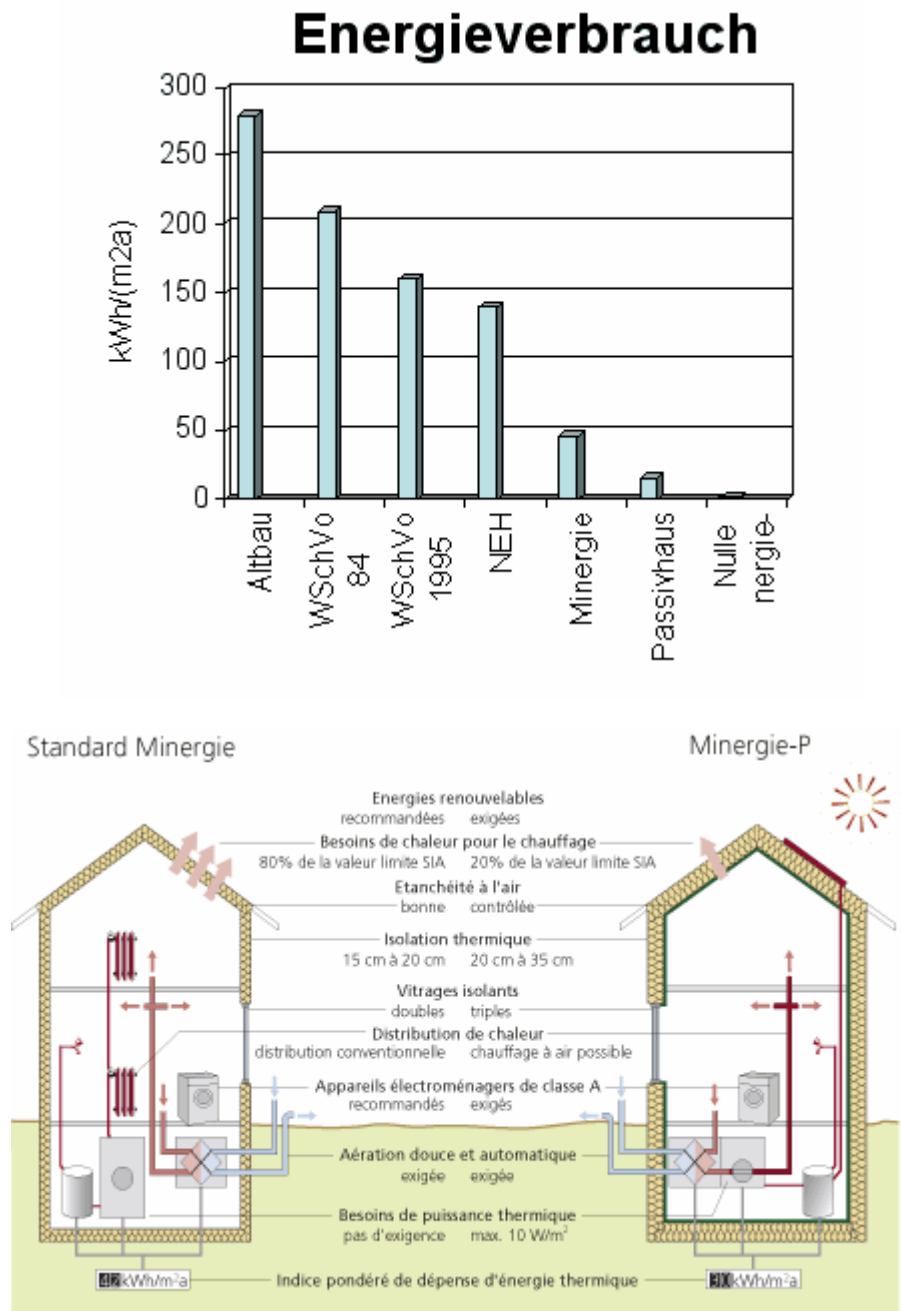 Energieverbrauch
300
250
200
150
100
50
0
kWh/(m2a)
Altbau
WSchVo
84
WSchVo
1995
NEH
Minergie
Passivhaus
Nulle
nergie-
Standard Minergie
Minergie-P
Energies renouvelables
recommandées exigées
Besoins de chaleur pour le chauffage
80% de la valeur limite SIA 20% de la valeur limite SIA
Etanchéité à l'air
bonne contrôlée
Isolation thermique
15 cm à 20 cm 20 cm à 35 cm
Vitrages isolants
doubles triples
Distribution de chaleur
distribution conventionnelle chauffage à air possible
Appareils électroménagers de classe A
recommandés exigés
Aération douce et automatique
exigée exigée
Besoins de puissance thermique
pas d'exigence max. 10 W/m²
Indice pondéré de dépense d'énergie thermique
42 kWh/m²a
30 kWh/m²a